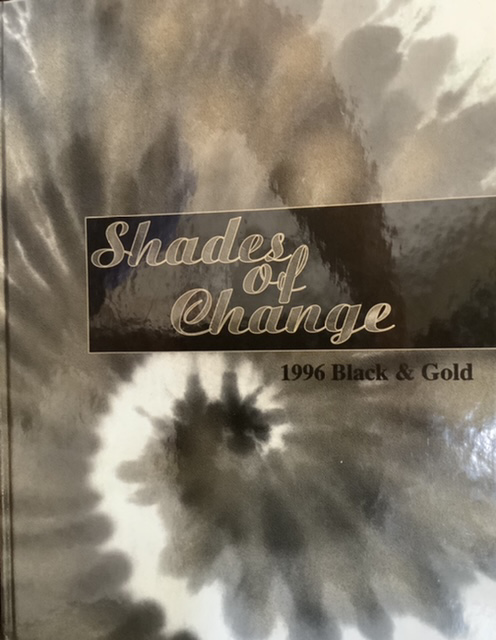 Shades
of
Change
1996 Black & Gold